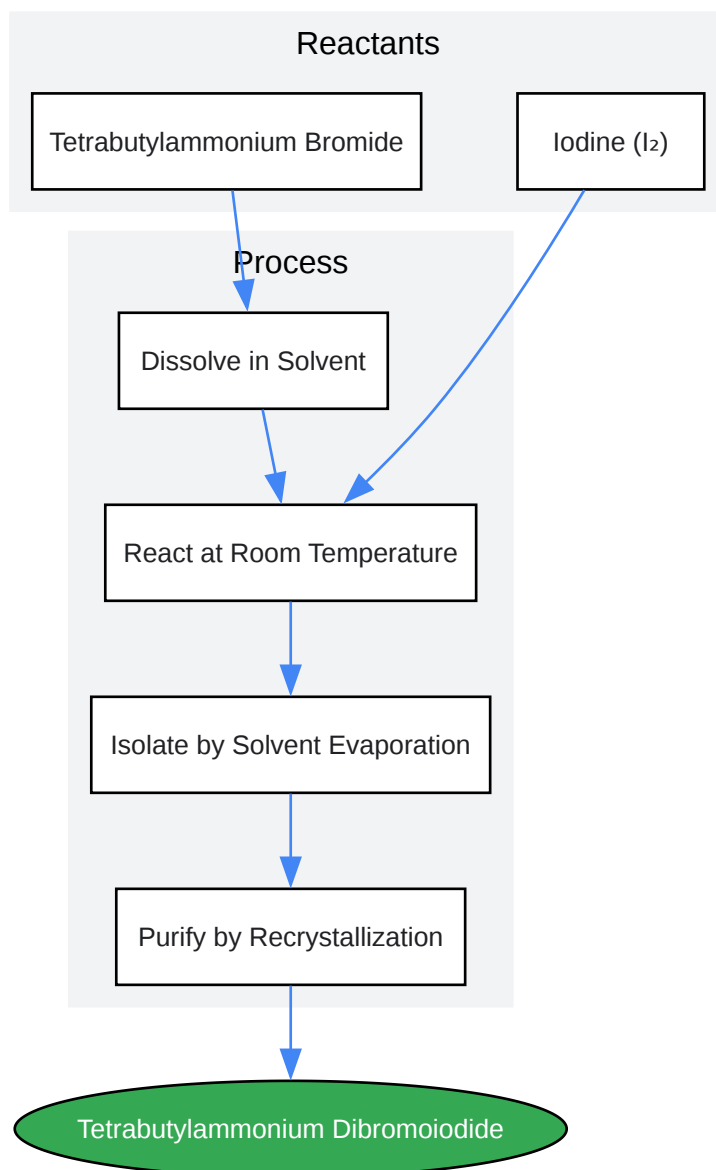 Reactants
Tetrabutylammonium Bromide
Iodine (I₂)
Process
Dissolve in Solvent
React at Room Temperature
Isolate by Solvent Evaporation
Purify by Recrystallization
Tetrabutylammonium Dibromoiodide